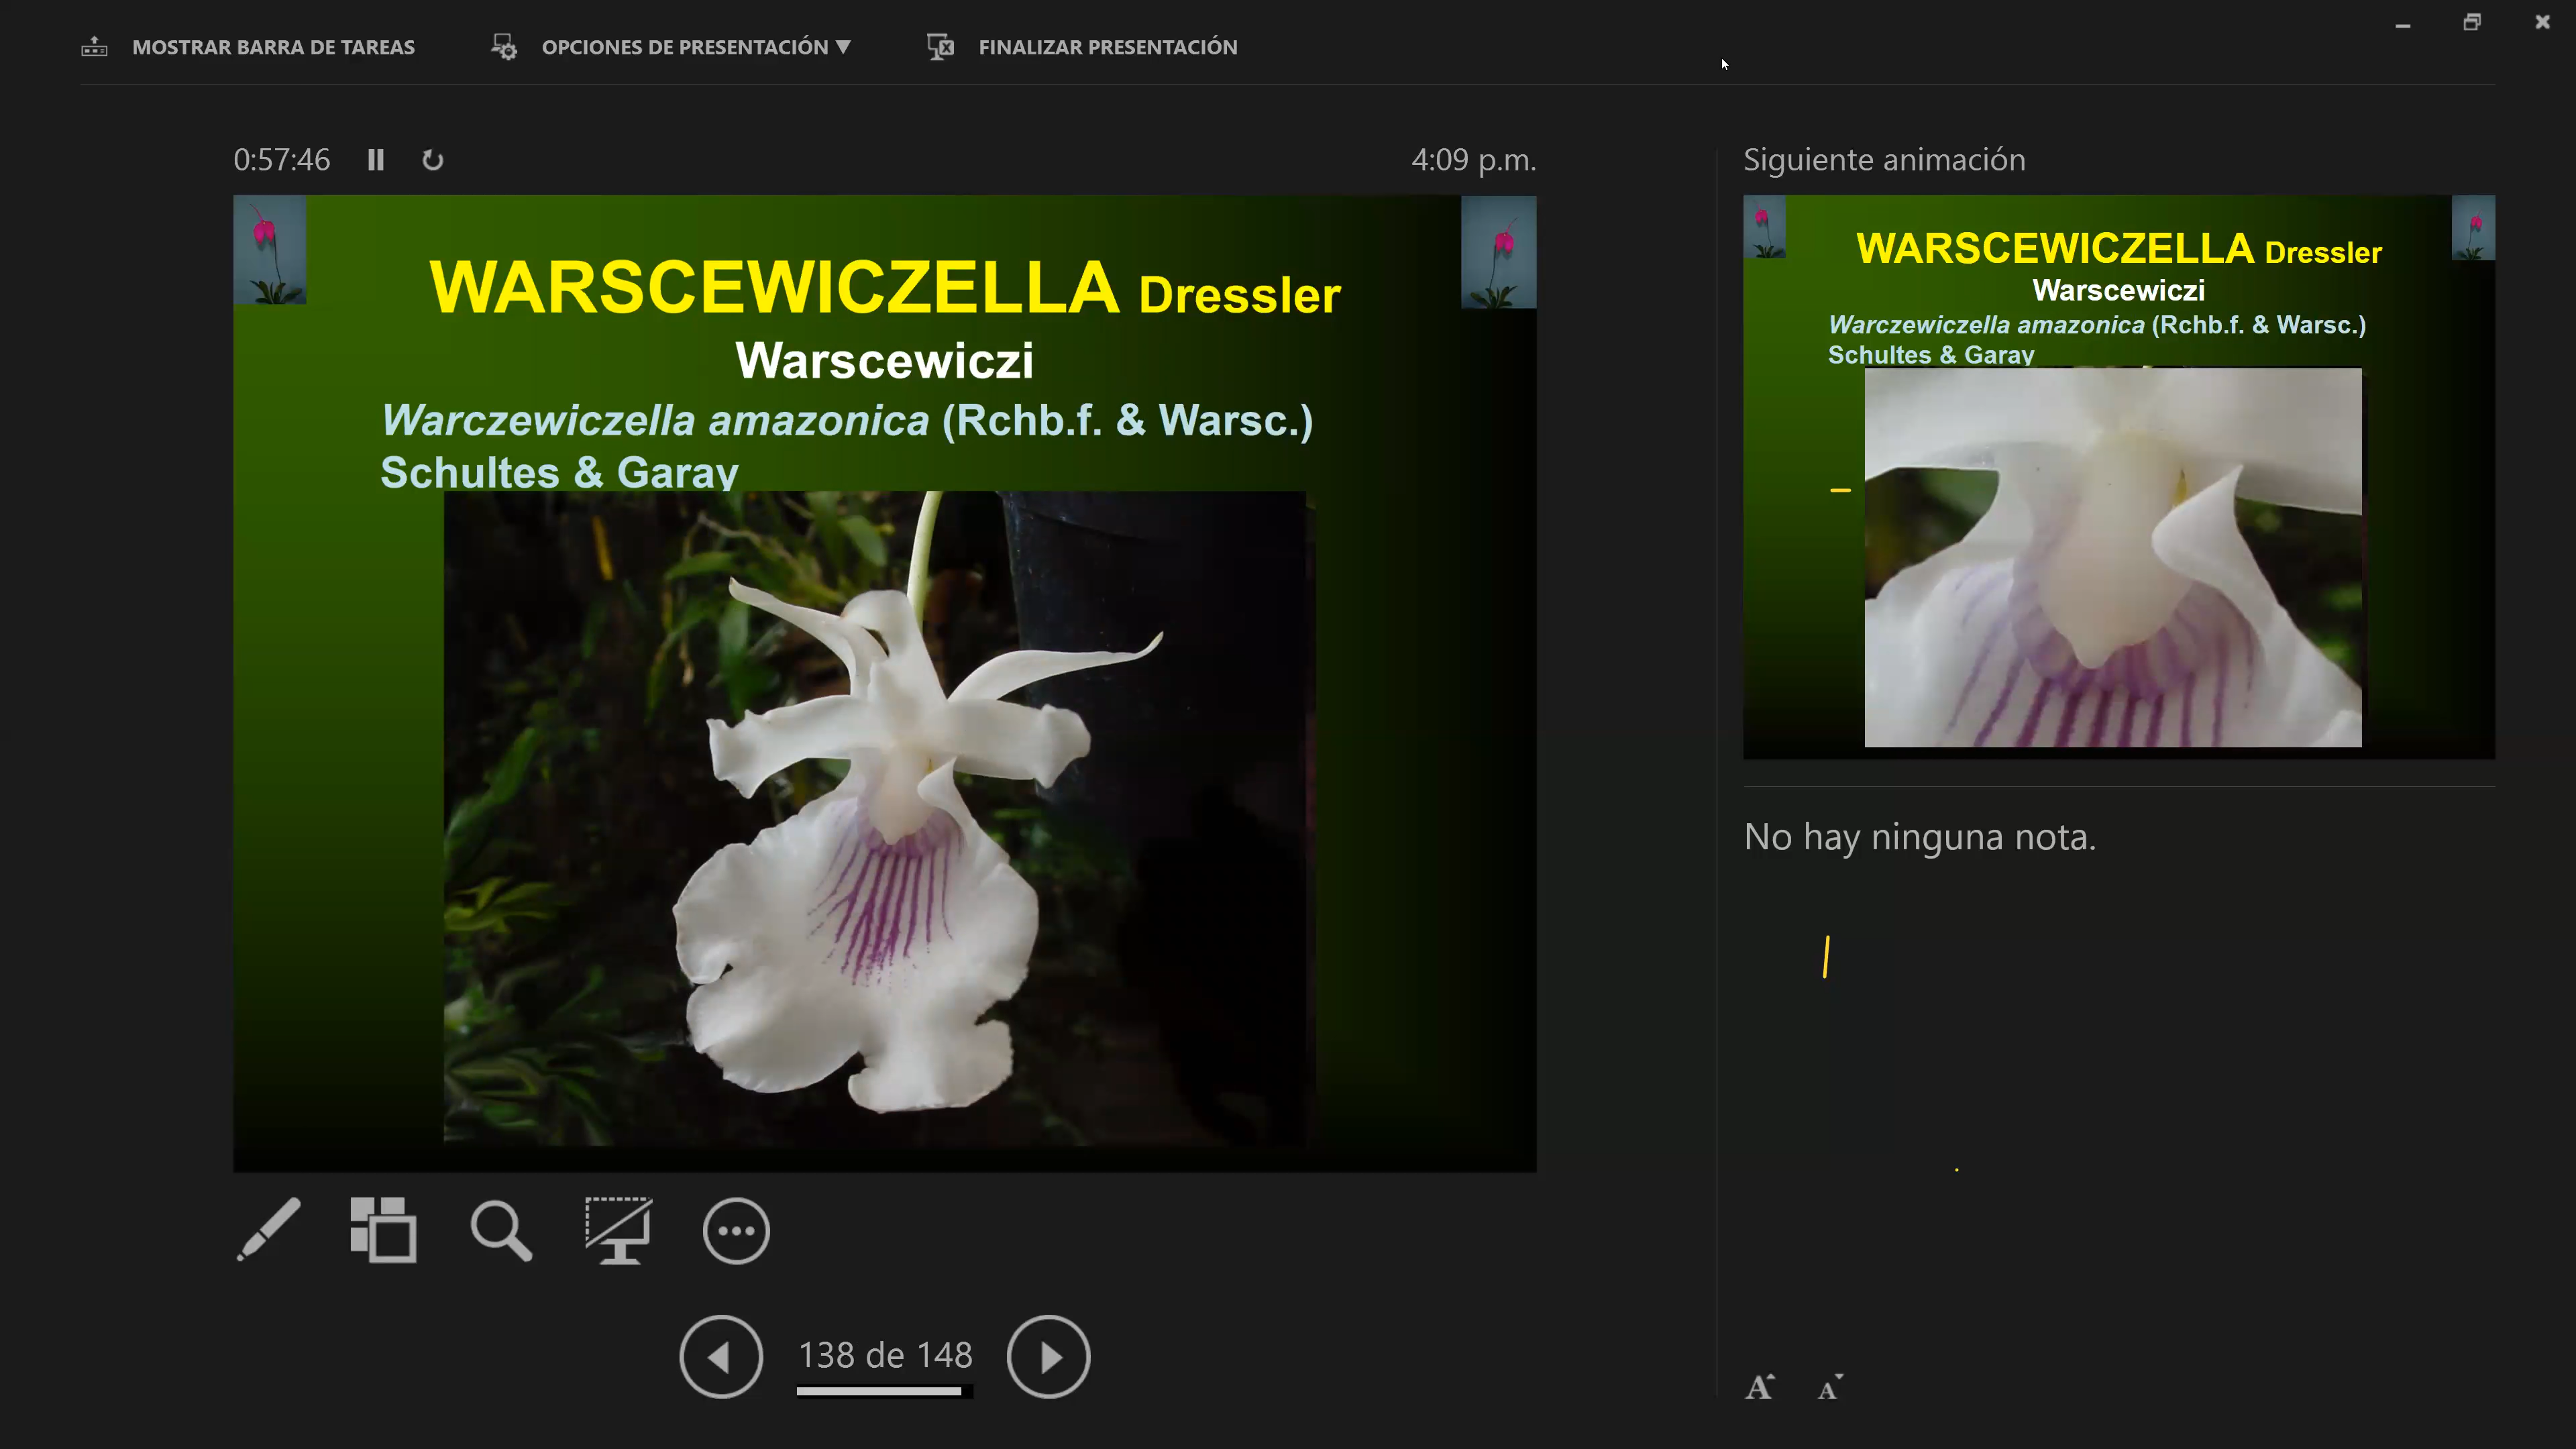 MOSTRAR BARRA DE TAREAS
OPCIONES DE PRESENTACIÓN ▼
FINALIZAR PRESENTACIÓN
0:57:46
4:09 p.m.
WARSCEWICZELLA Dressler
Warscewiczi
Warczewiczella amazonica (Rchb.f. & Warsc.)
Schultes & Garay
138 de 148
Siguiente animación
WARSCEWICZELLA Dressler
Warscewiczi
Warczewiczella amazonica (Rchb.f. & Warsc.)
Schultes & Garay
No hay ninguna nota.
A A